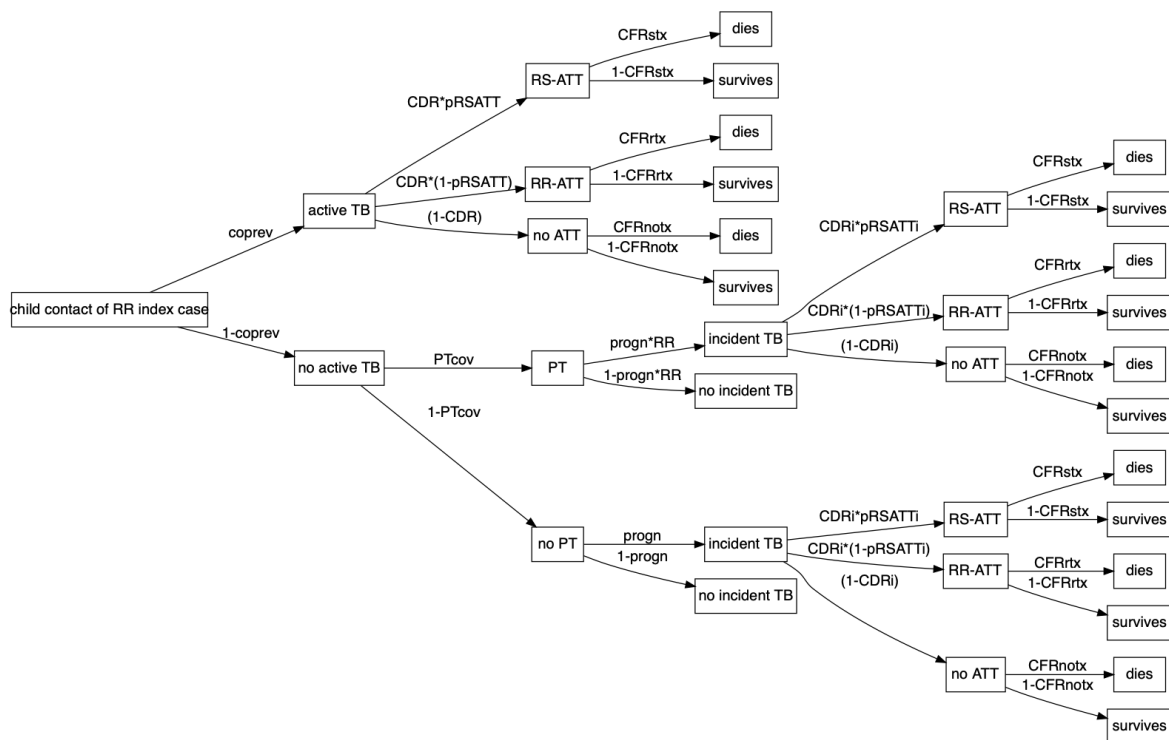 CFRstx
dies
RS-ATT
1-CFRstx
survives
CDR*pRSATT
CFRrtx
dies
CDR*(1-pRSATT)
RR-ATT
1-CFRrtx
survives
active TB
(1-CDR)
no ATT
CFRnotx
dies
1-CFRnotx
survives
coprev
child contact of RR index case
1-coprev
no active TB
PTcov
PT
progn*RR
incident TB
1-progn*RR
no incident TB
CDRi*pRSATTi
RS-ATT
CFRstx
dies
1-CFRstx
survives
CDRi*(1-pRSATTi)
RR-ATT
CFRrtx
dies
1-CFRrtx
survives
(1-CDRi)
no ATT
CFRnotx
dies
1-CFRnotx
survives
1-PTcov
no PT
progn
incident TB
1-progn
no incident TB
CDRi*pRSATTi
RS-ATT
CFRstx
dies
1-CFRstx
survives
CDRi*(1-pRSATTi)
RR-ATT
CFRrtx
dies
1-CFRrtx
survives
(1-CDRi)
no ATT
CFRnotx
dies
1-CFRnotx
survives